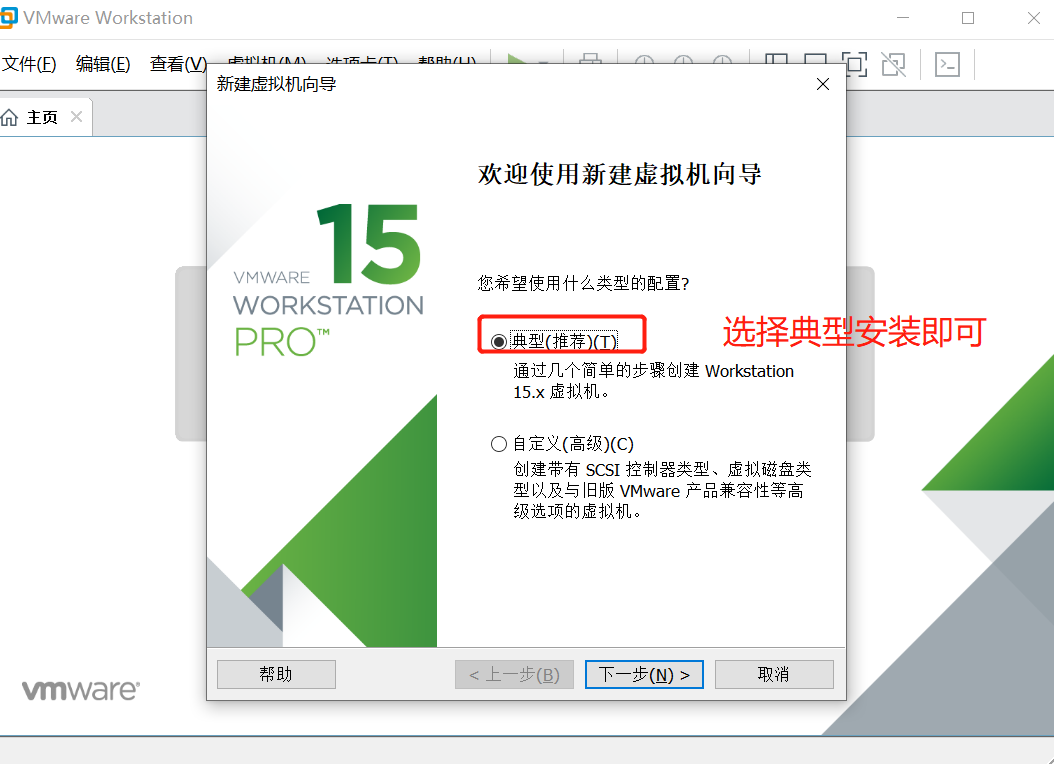 VMware Workstation
文件(F) 编辑(E) 查看(V) 虚拟机(M) 选项卡(T) 帮助(H)
主页
新建虚拟机向导
欢迎使用新建虚拟机向导
15
VMWARE
WORKSTATION
PRO™
您希望使用什么类型的配置?
典型(推荐)(T)
选择典型安装即可
通过几个简单的步骤创建 Workstation
15.x 虚拟机。
自定义(高级)(C)
创建带有 SCSI 控制器类型、虚拟磁盘类
型以及与旧版 VMware 产品兼容性等高
级选项的虚拟机。
帮助
< 上一步(B)
下一步(N) >
取消
vmware®